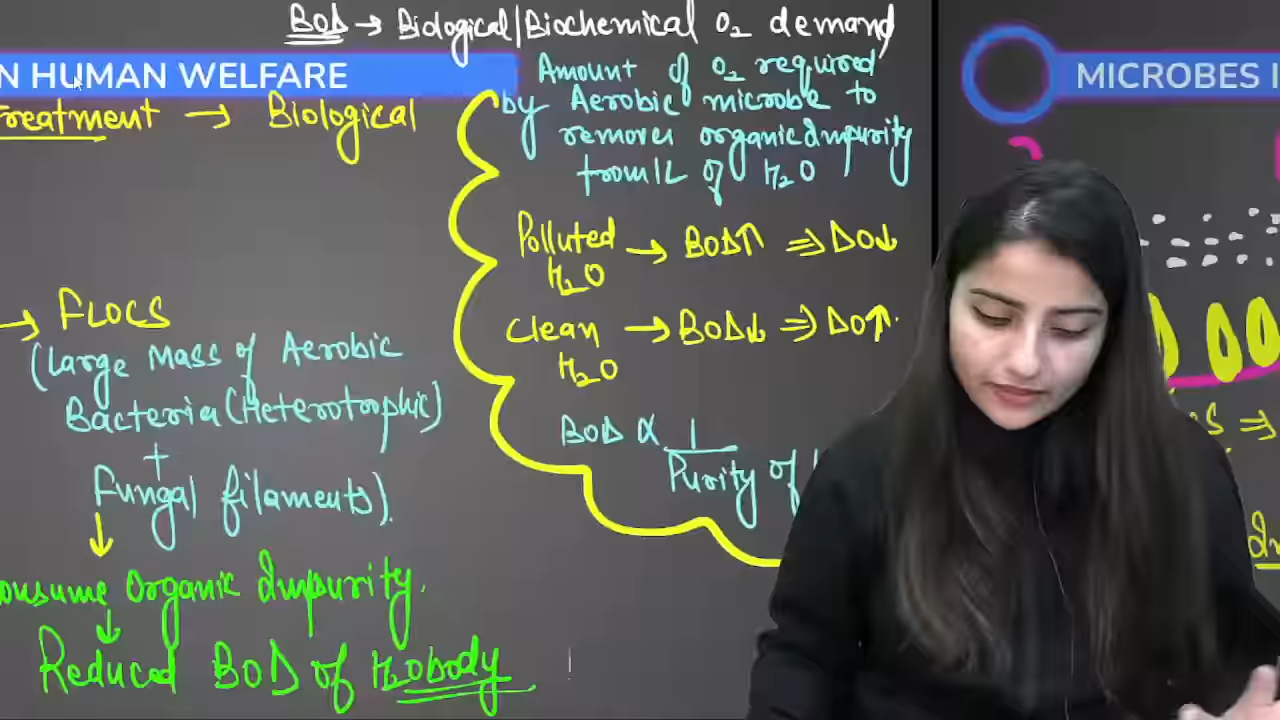 BOD → Biological/Biochemical O₂ demand
N HUMAN WELFARE
Treatment → Biological
Amount of O₂ required
by Aerobic microbe to
remover organic Impurity
from 1L of H₂O
Polluted H₂O → BOD↑ ⇒ DO↓
Clean H₂O → BOD↓ ⇒ DO↑.
BOD ∝ 1
Purity of
→ FLOCS
(Large Mass of Aerobic
Bacteria (Heterotrophic)
+
Fungal filaments).
↓
onsume Organic Impurity.
↓
Reduced BOD of H₂O body
MICROBES I
S ⇒